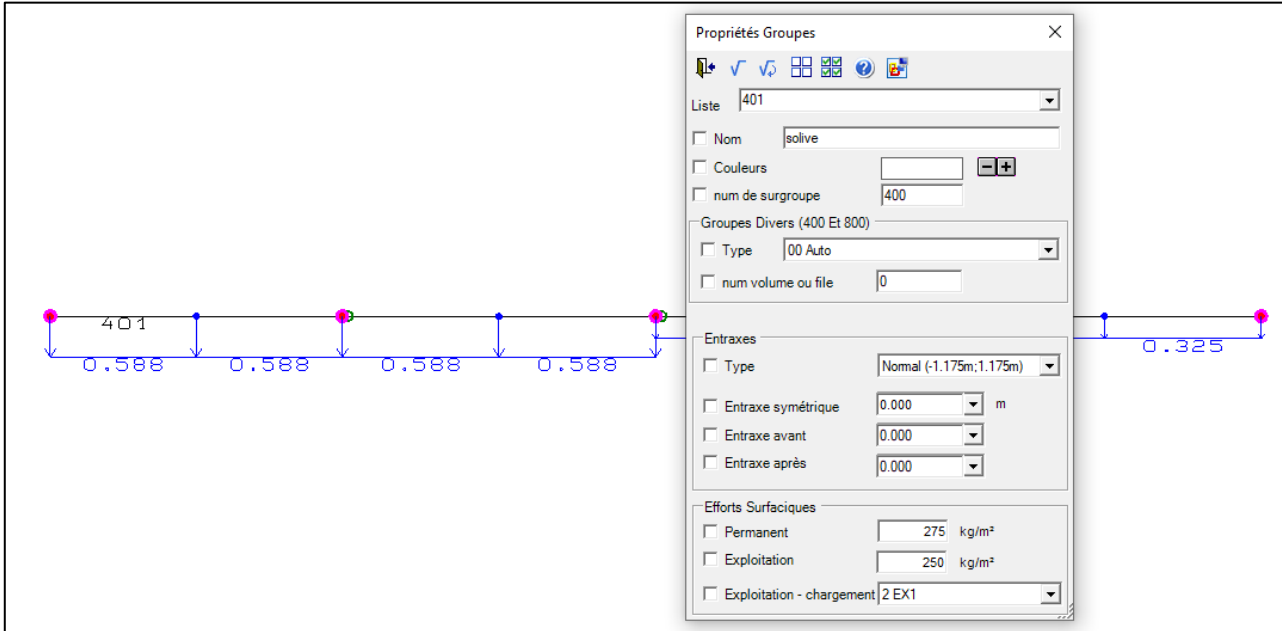 Propriétés Groupes
Liste 401
Nom solive
Couleurs
num de surgroupe 400
Groupes Divers (400 Et 800)
Type 00 Auto
num volume ou file 0
401
0.588 0.588 0.588 0.588 0.325
Entraxes
Type Normal (-1.175m;1.175m)
Entraxe symétrique 0.000 m
Entraxe avant 0.000
Entraxe après 0.000
Efforts Surfaciques
Permanent 275 kg/m²
Exploitation 250 kg/m²
Exploitation - chargement 2 EX1